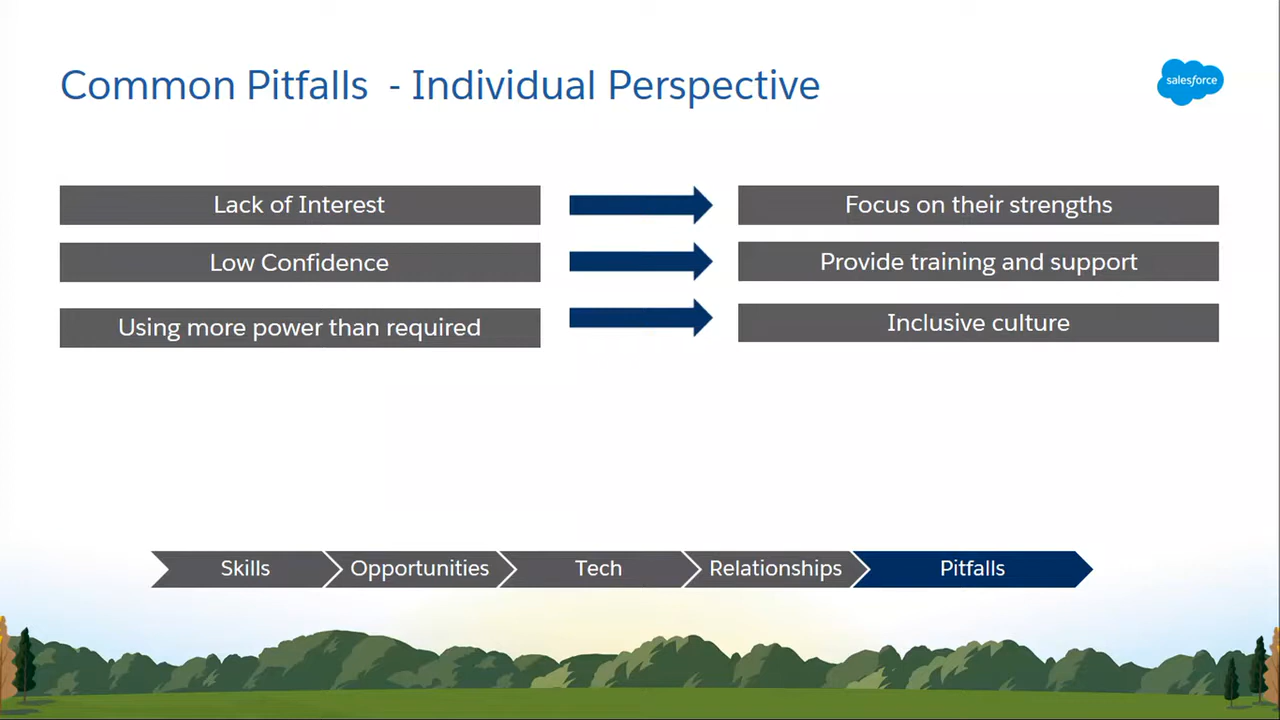 Common Pitfalls - Individual Perspective
salesforce
Lack of Interest
Focus on their strengths
Low Confidence
Provide training and support
Using more power than required
Inclusive culture
Skills
Opportunities
Tech
Relationships
Pitfalls